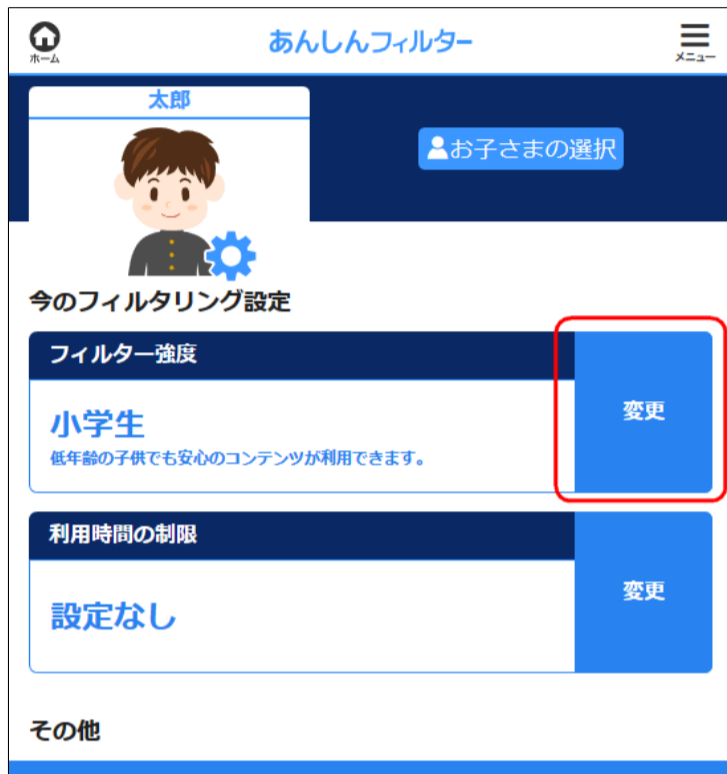 あんしんフィルター
ホーム
メニュー
太郎
お子さまの選択
今のフィルタリング設定
フィルター強度
変更
小学生
低年齢の子供でも安心のコンテンツが利用できます。
利用時間の制限
変更
設定なし
その他